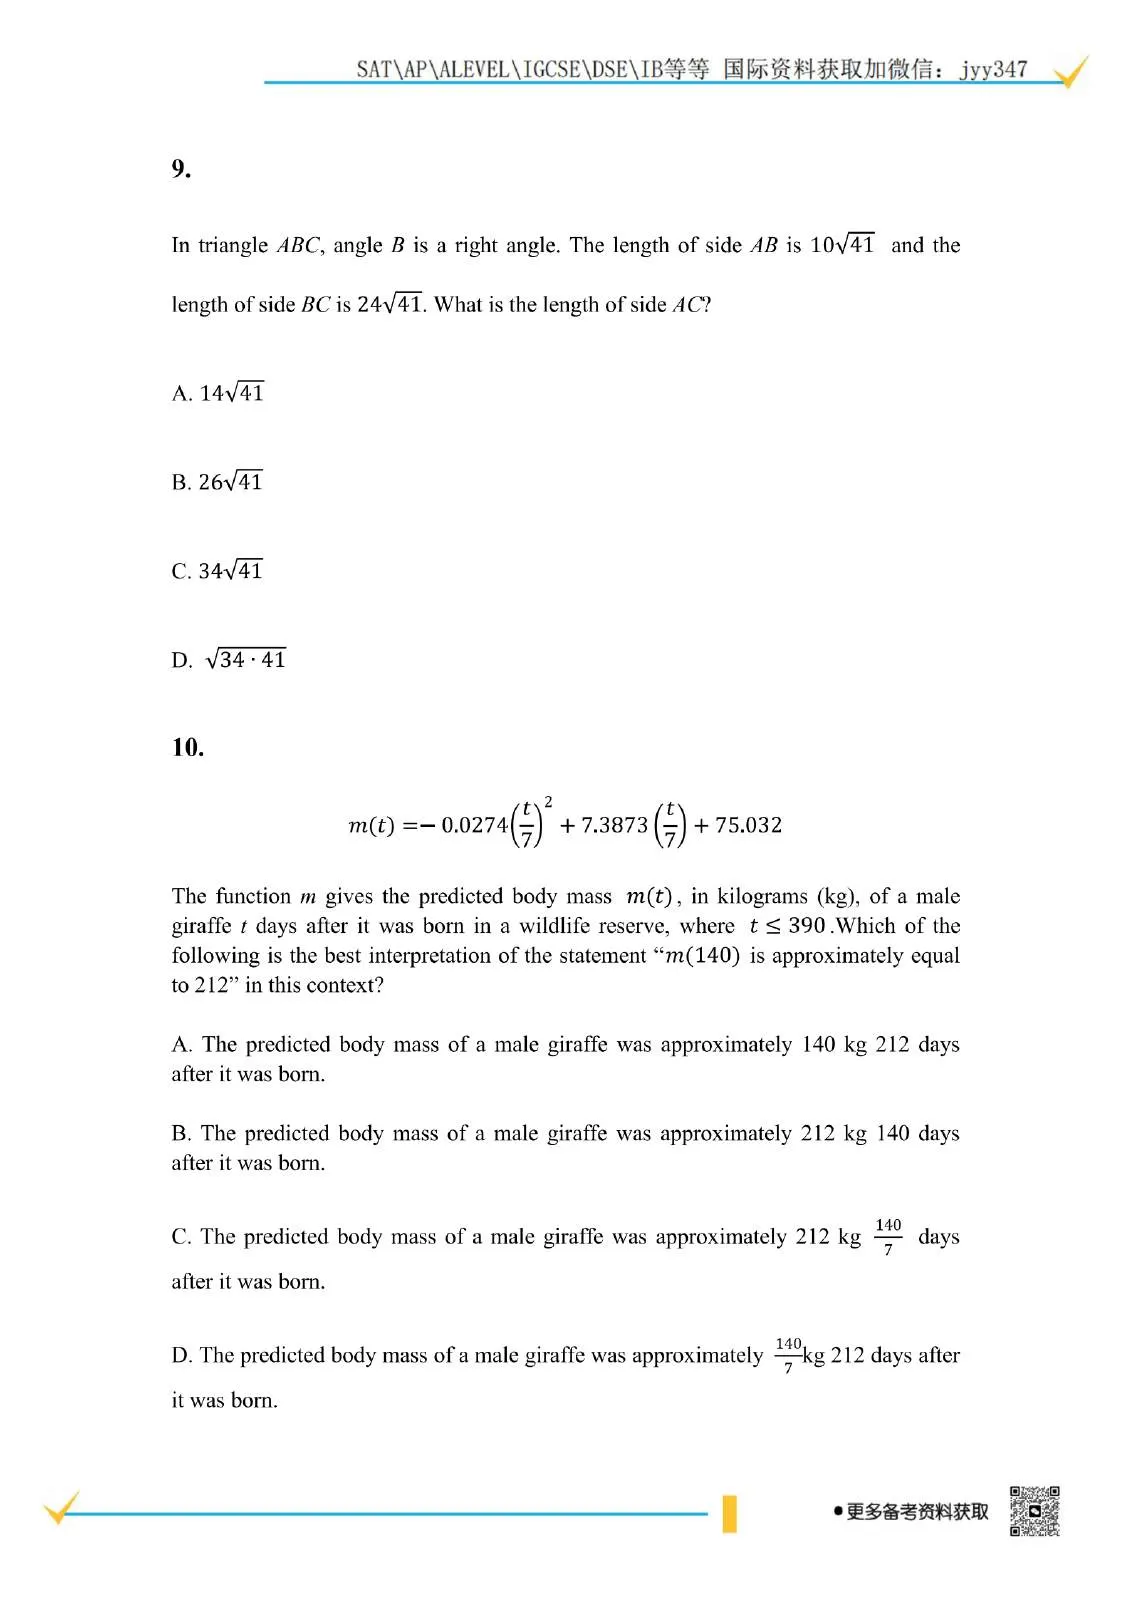 SAT\AP\ALEVEL\IGCSE\DSE\IB等等 国际资料获取加微信：jyy347
9.
In triangle ABC, angle B is a right angle. The length of side AB is 10√41 and the
length of side BC is 24√41. What is the length of side AC?
A. 14√41
B. 26√41
C. 34√41
D. √(34 · 41)
10.
m(t) =− 0.0274(t/7)² + 7.3873(t/7) + 75.032
The function m gives the predicted body mass m(t), in kilograms (kg), of a male
giraffe t days after it was born in a wildlife reserve, where t ≤ 390.Which of the
following is the best interpretation of the statement “m(140) is approximately equal
to 212” in this context?
A. The predicted body mass of a male giraffe was approximately 140 kg 212 days
after it was born.
B. The predicted body mass of a male giraffe was approximately 212 kg 140 days
after it was born.
C. The predicted body mass of a male giraffe was approximately 212 kg 140/7 days
after it was born.
D. The predicted body mass of a male giraffe was approximately 140/7kg 212 days after
it was born.
•更多备考资料获取